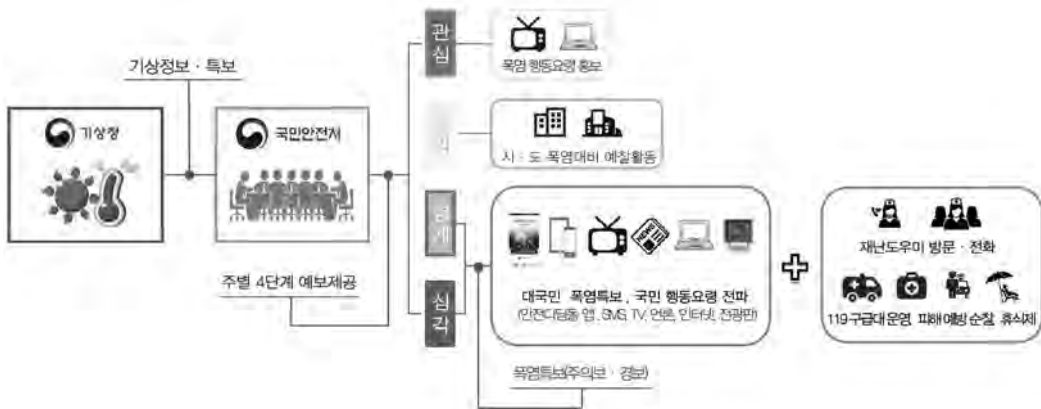 기상정보 · 특보
기상청
국민안전처
주별 4단계 예보제공
관심
폭염 행동요령 홍보
시 · 도 폭염대비 예찰활동
경계
심각
NEWS
대국민 폭염특보, 국민 행동요령 전파
(안전디딤돌 앱, SMS, TV, 언론, 인터넷, 전광판)
폭염특보(주의보 · 경보)
재난도우미 방문 · 전화
119구급대 운영 피해예방 순찰 휴식제